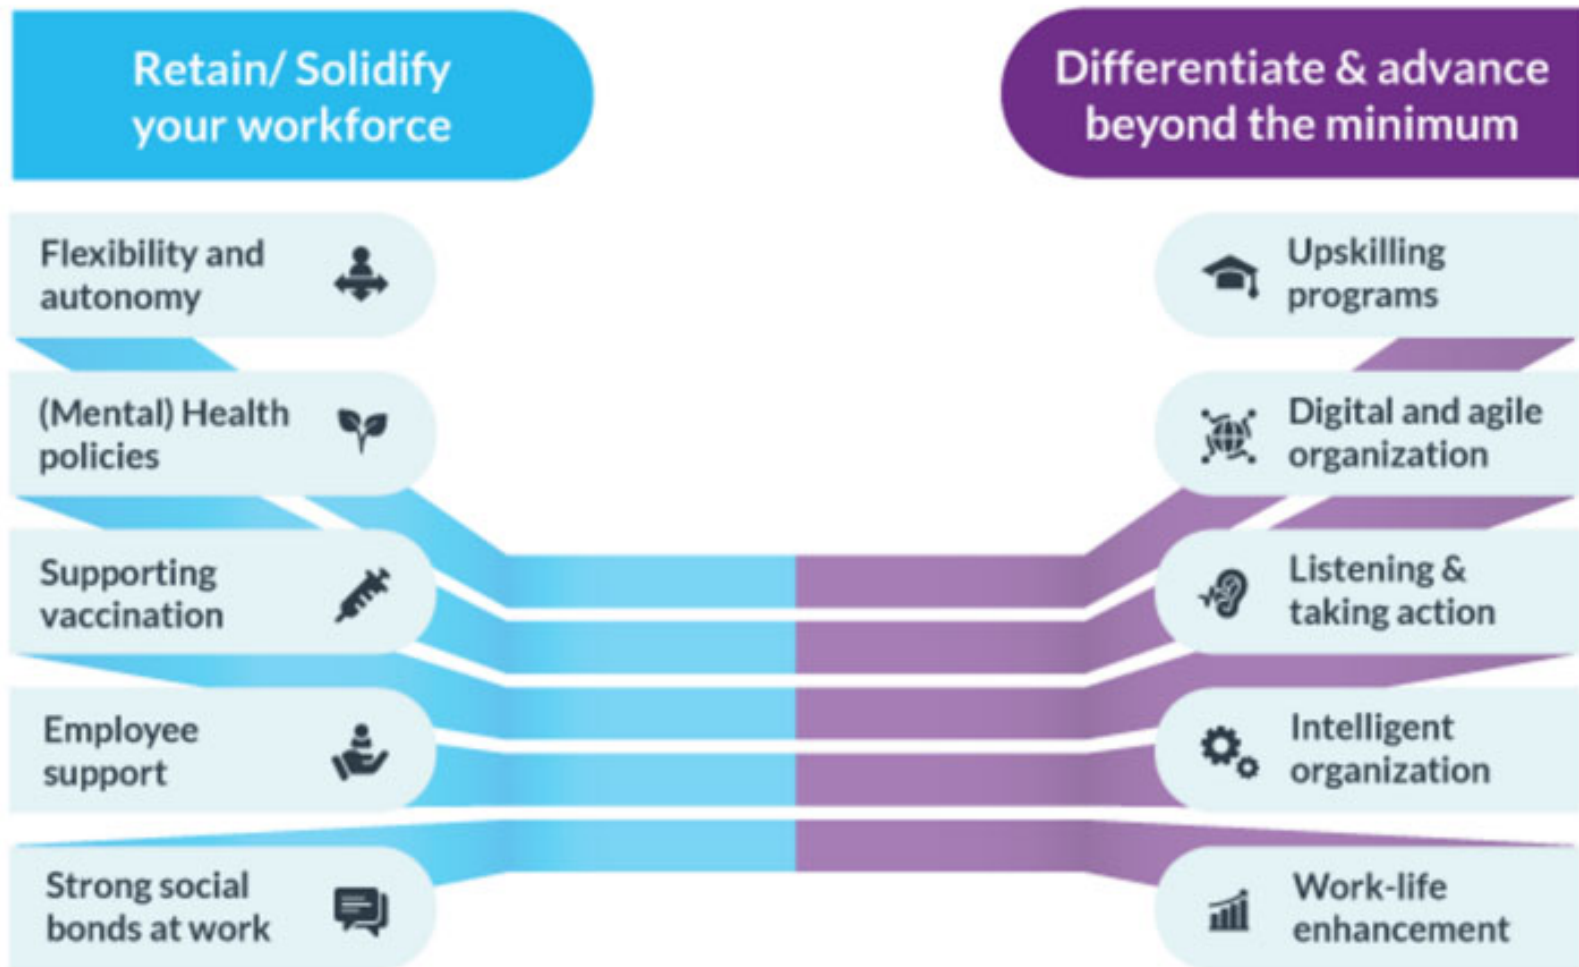 Retain/ Solidify
your workforce
Differentiate & advance
beyond the minimum
Flexibility and
autonomy
(Mental) Health
policies
Supporting
vaccination
Employee
support
Strong social
bonds at work
Upskilling
programs
Digital and agile
organization
Listening &
taking action
Intelligent
organization
Work-life
enhancement